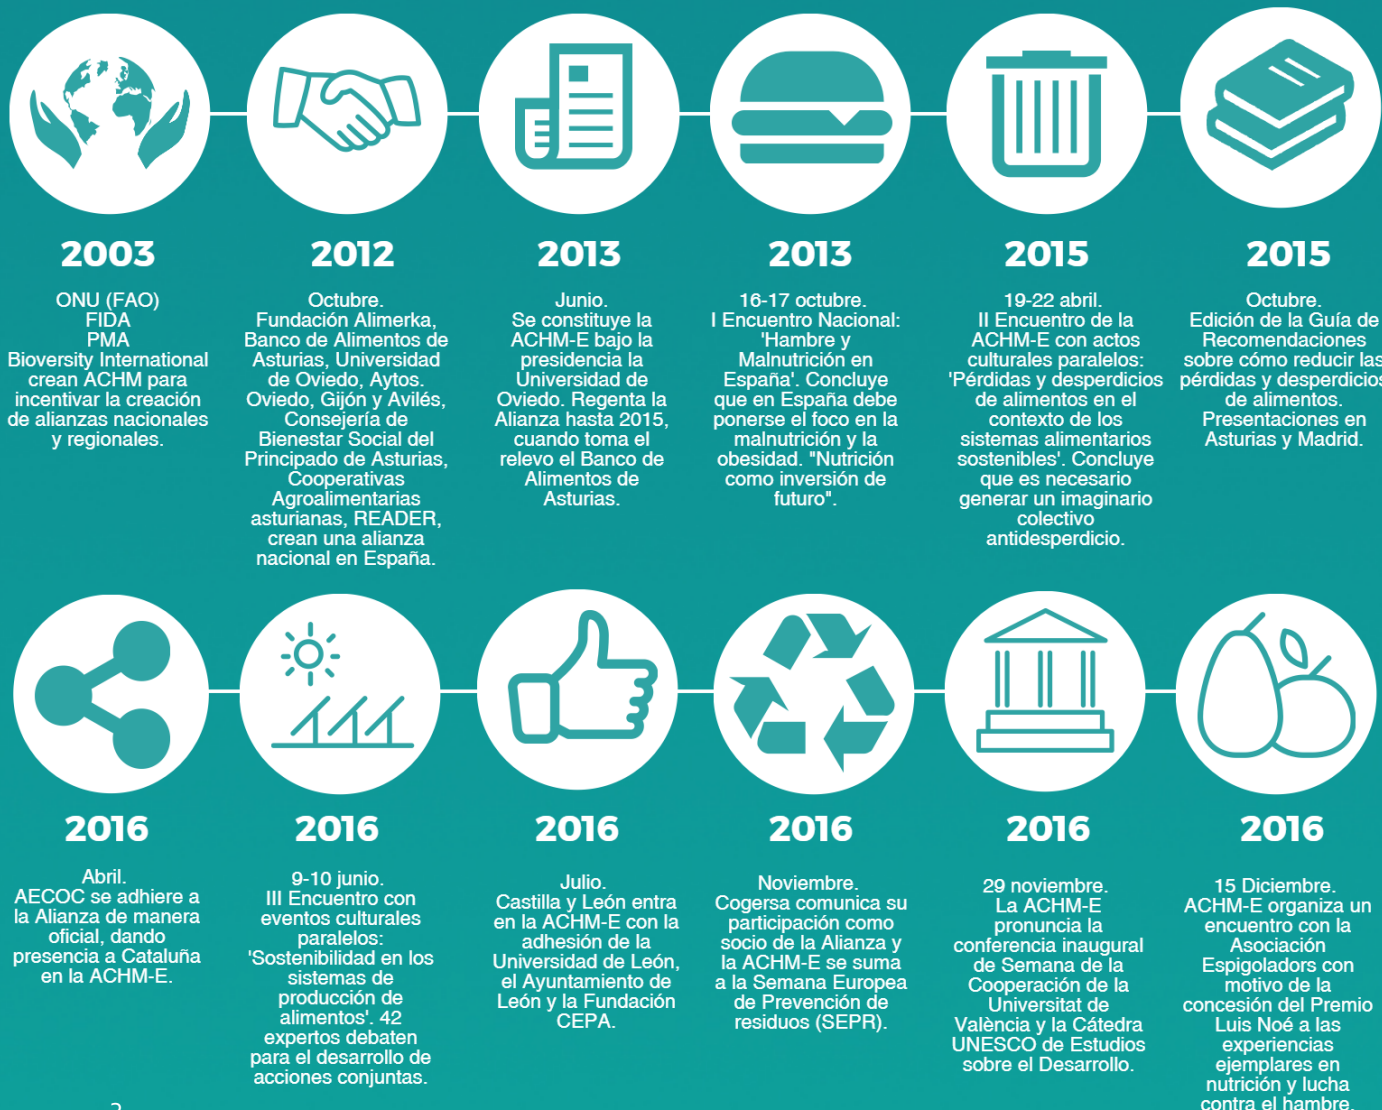 2003
ONU (FAO)
FIDA
PMA
Bioversity International
crean ACHM para
incentivar la creación
de alianzas nacionales
y regionales.
2012
Octubre.
Fundación Alimerka,
Banco de Alimentos de
Asturias, Universidad
de Oviedo, Aytos.
Oviedo, Gijón y Avilés,
Consejería de
Bienestar Social del
Principado de Asturias,
Cooperativas
Agroalimentarias
asturianas, READER,
crean una alianza
nacional en España.
2013
Junio.
Se constituye la
ACHM-E bajo la
presidencia la
Universidad de
Oviedo. Regenta la
Alianza hasta 2015,
cuando toma el
relevo el Banco de
Alimentos de
Asturias.
2013
16-17 octubre.
I Encuentro Nacional:
'Hambre y
Malnutrición en
España'. Concluye
que en España debe
ponerse el foco en la
malnutrición y la
obesidad. "Nutrición
como inversión de
futuro".
2015
19-22 abril.
II Encuentro de la
ACHM-E con actos
culturales paralelos:
'Pérdidas y desperdicios
de alimentos en el
contexto de los
sistemas alimentarios
sostenibles'. Concluye
que es necesario
generar un imaginario
colectivo
antidesperdicio.
2015
Octubre.
Edición de la Guía de
Recomendaciones
sobre cómo reducir las
pérdidas y desperdicios
de alimentos.
Presentaciones en
Asturias y Madrid.
2016
Abril.
AECOC se adhiere a
la Alianza de manera
oficial, dando
presencia a Cataluña
en la ACHM-E.
2016
9-10 junio.
III Encuentro con
eventos culturales
paralelos:
'Sostenibilidad en los
sistemas de
producción de
alimentos'. 42
expertos debaten
para el desarrollo de
acciones conjuntas.
2016
Julio.
Castilla y León entra
en la ACHM-E con la
adhesión de la
Universidad de León,
el Ayuntamiento de
León y la Fundación
CEPA.
2016
Noviembre.
Cogersa comunica su
participación como
socio de la Alianza y
la ACHM-E se suma
a la Semana Europea
de Prevención de
residuos (SEPR).
2016
29 noviembre.
La ACHM-E
pronuncia la
conferencia inaugural
de Semana de la
Cooperación de la
Universitat de
València y la Cátedra
UNESCO de Estudios
sobre el Desarrollo.
2016
15 Diciembre.
ACHM-E organiza un
encuentro con la
Asociación
Espigoladors con
motivo de la
concesión del Premio
Luis Noé a las
experiencias
ejemplares en
nutrición y lucha
contra el hambre.